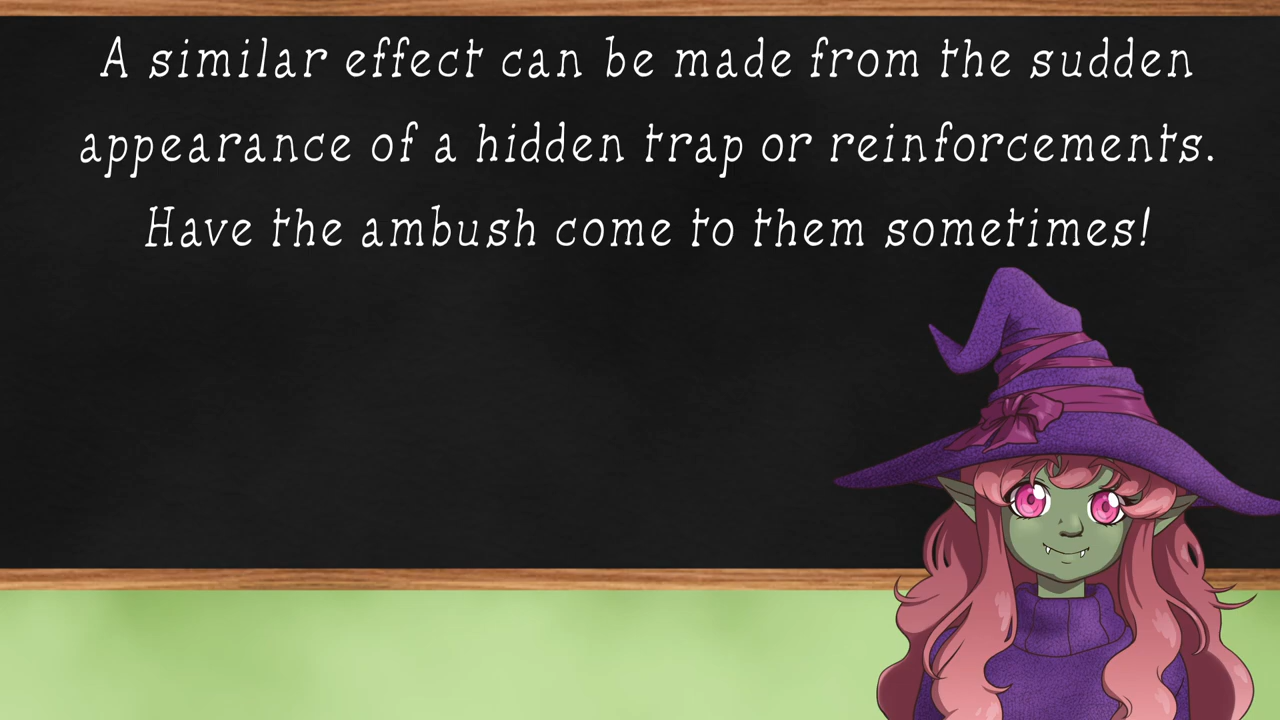 A similar effect can be made from the sudden
appearance of a hidden trap or reinforcements.
Have the ambush come to them sometimes!